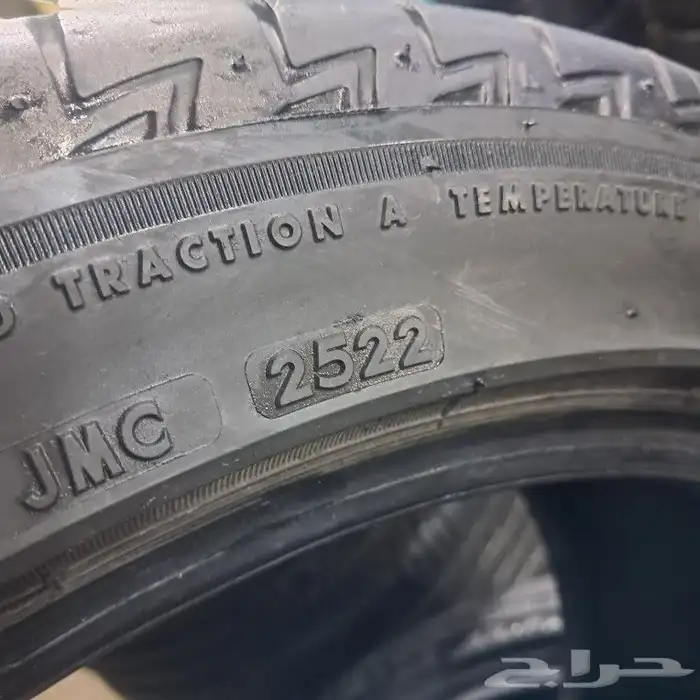 TRACTION A TEMPERATURE
JMC 2522
حراج